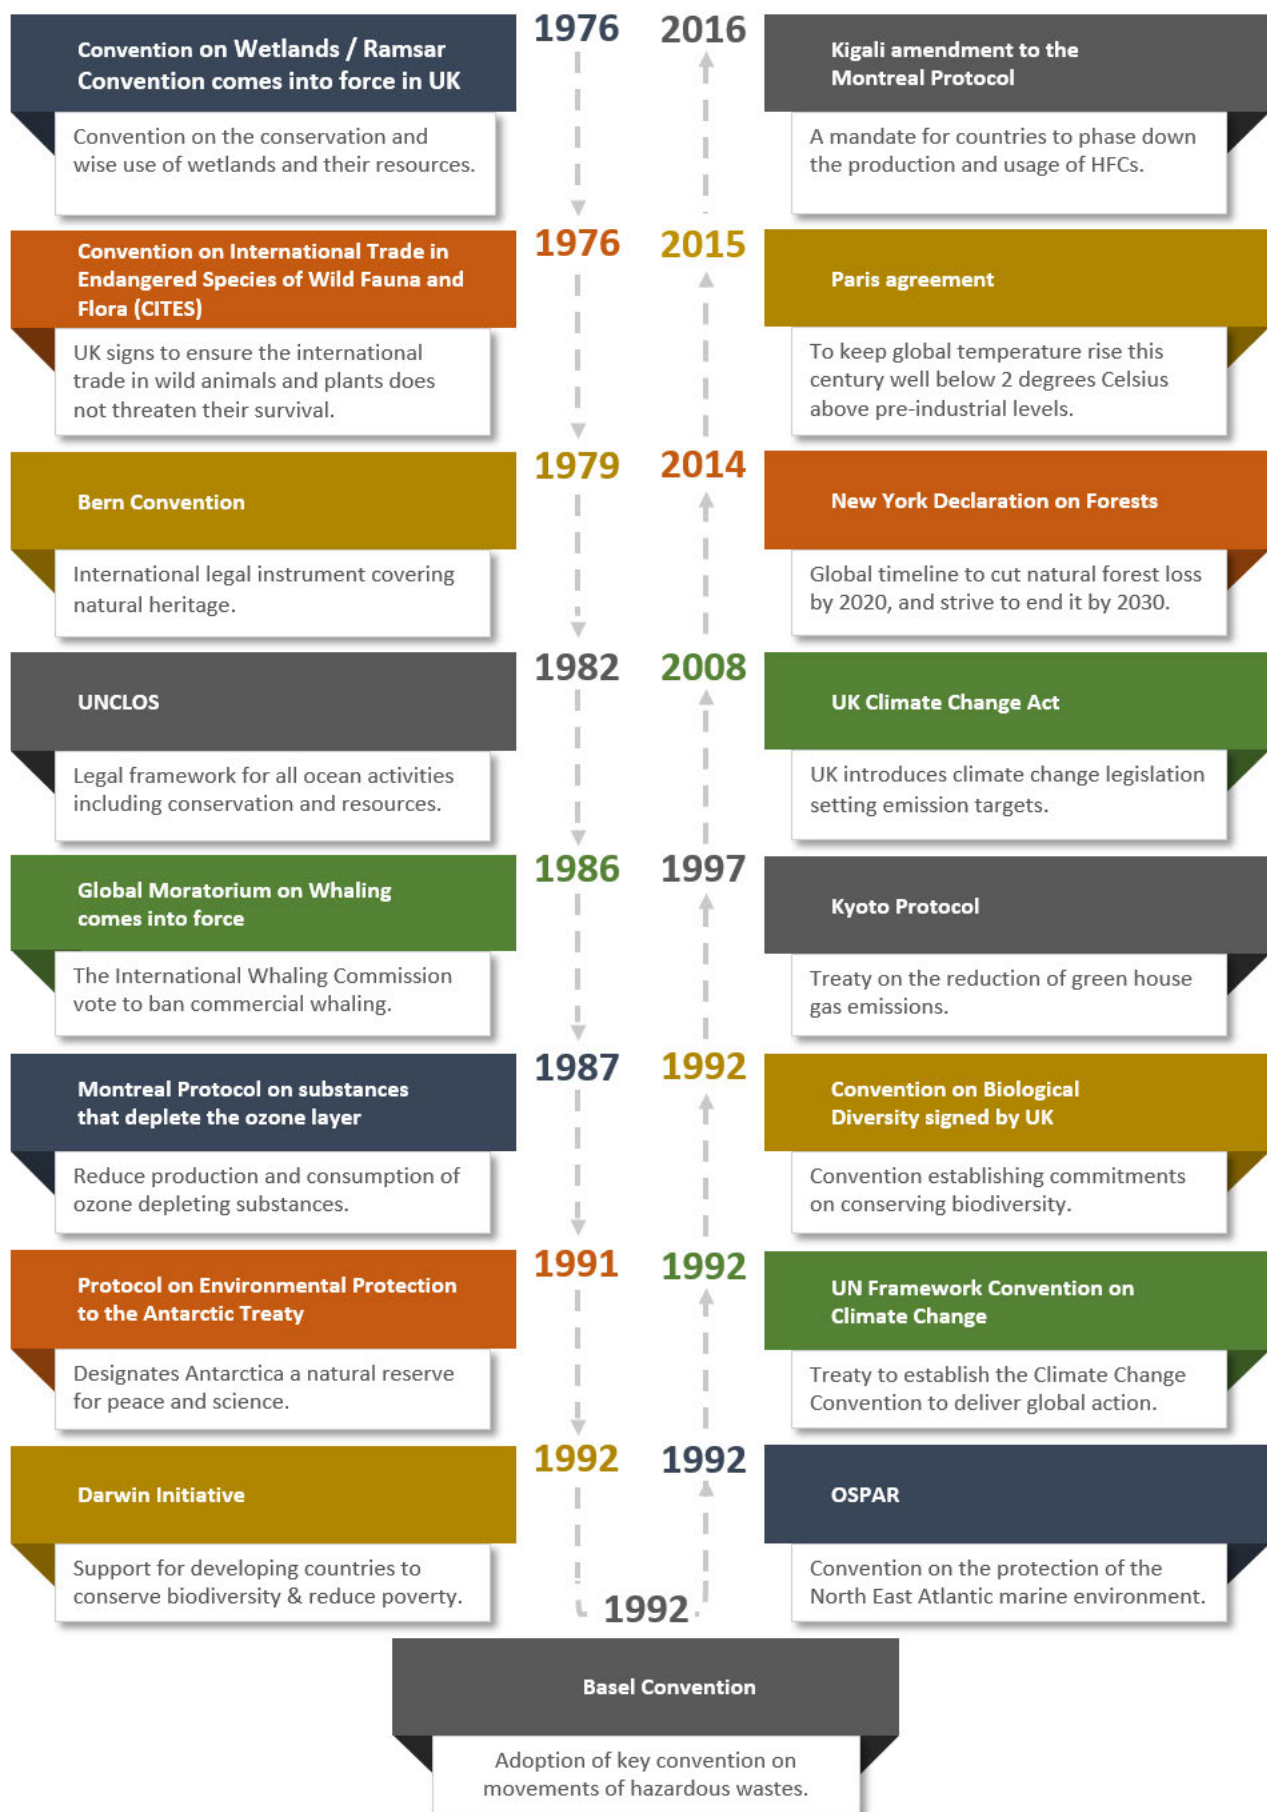 1976
Convention on Wetlands / Ramsar
Convention comes into force in UK
Convention on the conservation and
wise use of wetlands and their resources.
1976
Convention on International Trade in
Endangered Species of Wild Fauna and
Flora (CITES)
UK signs to ensure the international
trade in wild animals and plants does
not threaten their survival.
1979
Bern Convention
International legal instrument covering
natural heritage.
1982
UNCLOS
Legal framework for all ocean activities
including conservation and resources.
1986
Global Moratorium on Whaling
comes into force
The International Whaling Commission
vote to ban commercial whaling.
1987
Montreal Protocol on substances
that deplete the ozone layer
Reduce production and consumption of
ozone depleting substances.
1991
Protocol on Environmental Protection
to the Antarctic Treaty
Designates Antarctica a natural reserve
for peace and science.
1992
Darwin Initiative
Support for developing countries to
conserve biodiversity & reduce poverty.
1992
Basel Convention
Adoption of key convention on
movements of hazardous wastes.
1992
OSPAR
Convention on the protection of the
North East Atlantic marine environment.
1992
UN Framework Convention on
Climate Change
Treaty to establish the Climate Change
Convention to deliver global action.
1992
Convention on Biological
Diversity signed by UK
Convention establishing commitments
on conserving biodiversity.
1997
Kyoto Protocol
Treaty on the reduction of green house
gas emissions.
2008
UK Climate Change Act
UK introduces climate change legislation
setting emission targets.
2014
New York Declaration on Forests
Global timeline to cut natural forest loss
by 2020, and strive to end it by 2030.
2015
Paris agreement
To keep global temperature rise this
century well below 2 degrees Celsius
above pre-industrial levels.
2016
Kigali amendment to the
Montreal Protocol
A mandate for countries to phase down
the production and usage of HFCs.